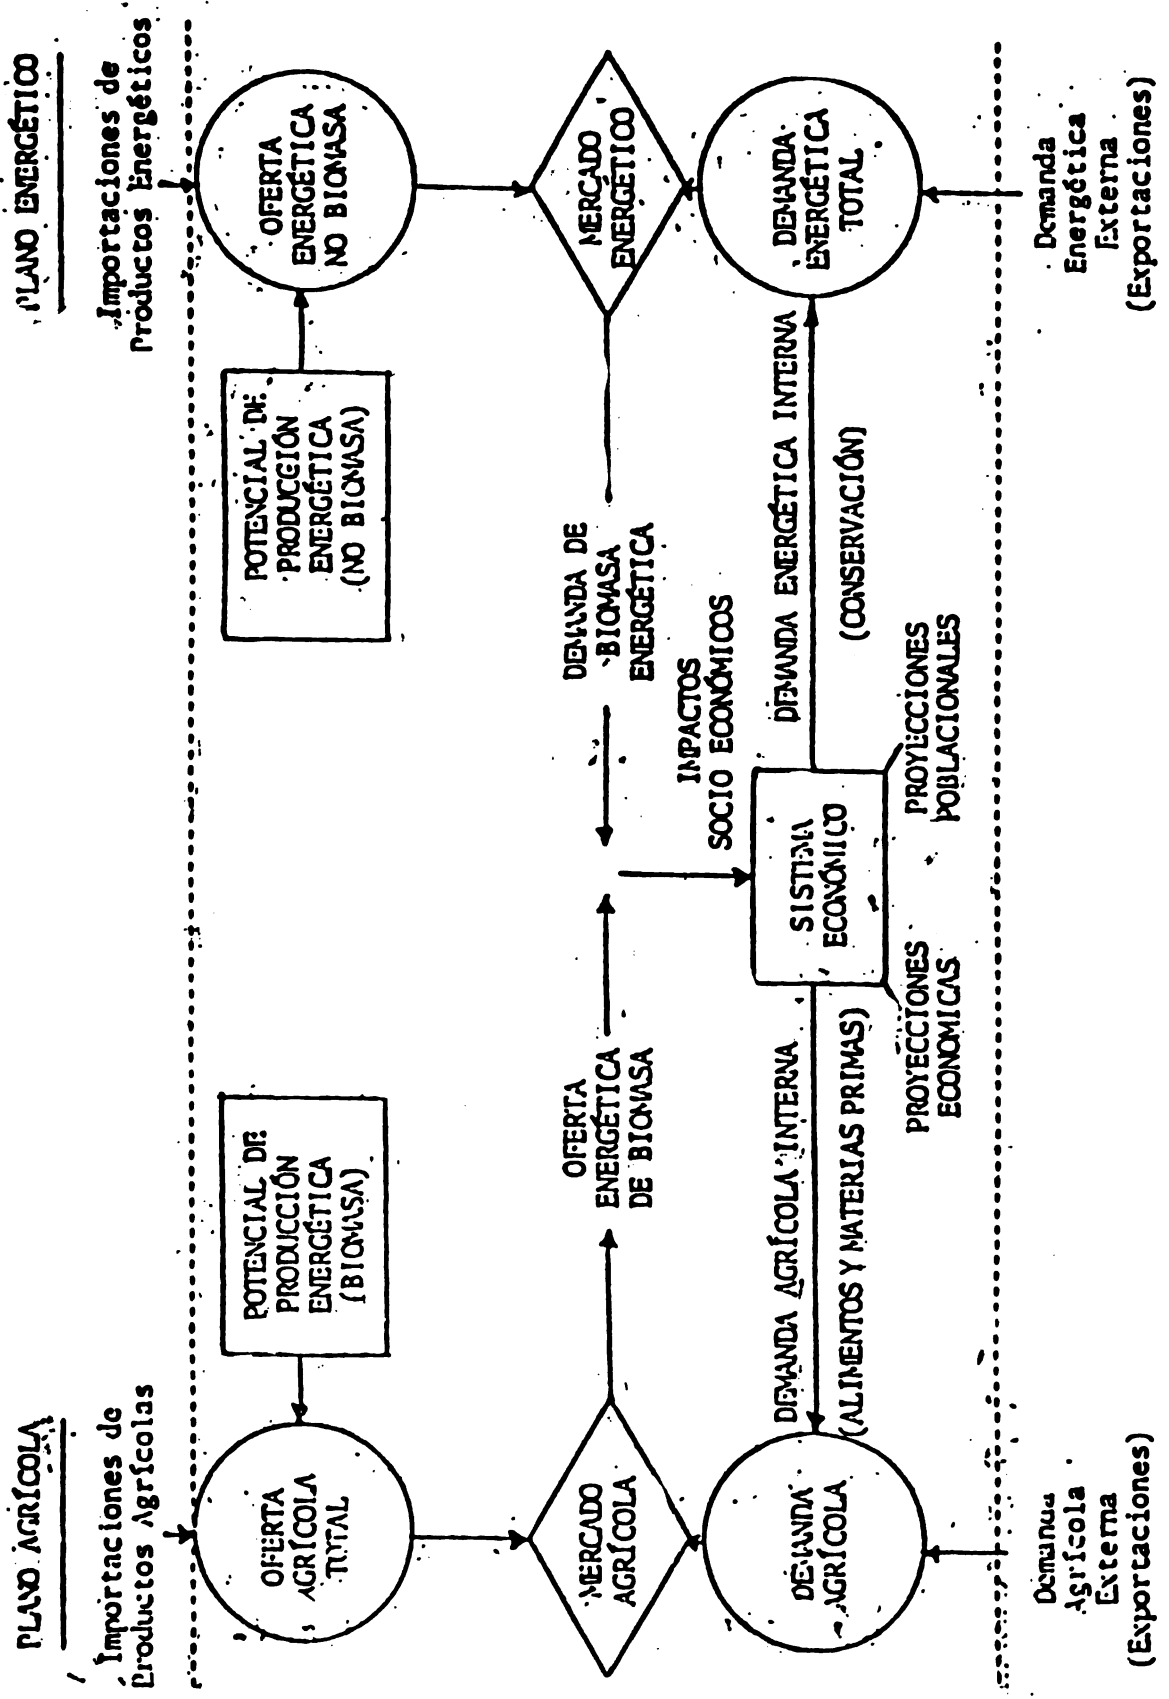 PLANO AGRÍCOLA
Importaciones de
Productos Agrícolas
OFERTA
AGRÍCOLA
TOTAL
POTENCIAL DE
PRODUCCIÓN
ENERGÉTICA
(BIOMASA)
MERCADO
AGRÍCOLA
OFERTA
ENERGÉTICA
DE BIOMASA
DEMANDA
AGRÍCOLA
DEMANDA AGRÍCOLA INTERNA
(ALIMENTOS Y MATERIAS PRIMAS)
Demanda
Agrícola
Externa
(Exportaciones)
PLANO ENERGÉTICO
Importaciones de
Productos Energéticos
POTENCIAL DE
PRODUCCIÓN
ENERGÉTICA
(NO BIOMASA)
OFERTA
ENERGÉTICA
NO BIOMASA
DEMANDA DE
BIOMASA
ENERGÉTICA
MERCADO
ENERGÉTICO
IMPACTOS
SOCIO ECONÓMICOS
SISTEMA
ECONÓMICO
PROYECCIONES
ECONOMICAS
PROYECCIONES
POBLACIONALES
DEMANDA ENERGÉTICA INTERNA
(CONSERVACIÓN)
DEMANDA
ENERGÉTICA
TOTAL
Demanda
Energética
Externa
(Exportaciones)